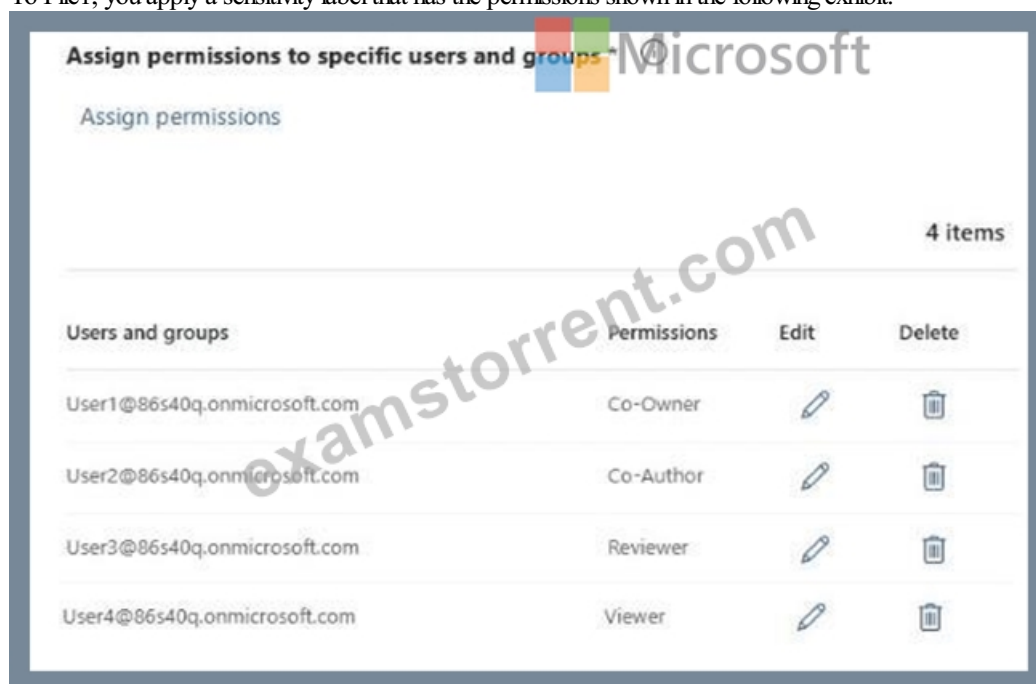 To File1, you apply a sensitivity label that has the permissions shown in the following exhibit.
Assign permissions to specific users and groups *
Microsoft
Assign permissions
4 items
Users and groups Permissions Edit Delete
User1@86s40q.onmicrosoft.com Co-Owner
User2@86s40q.onmicrosoft.com Co-Author
User3@86s40q.onmicrosoft.com Reviewer
User4@86s40q.onmicrosoft.com Viewer
examstorrent.com